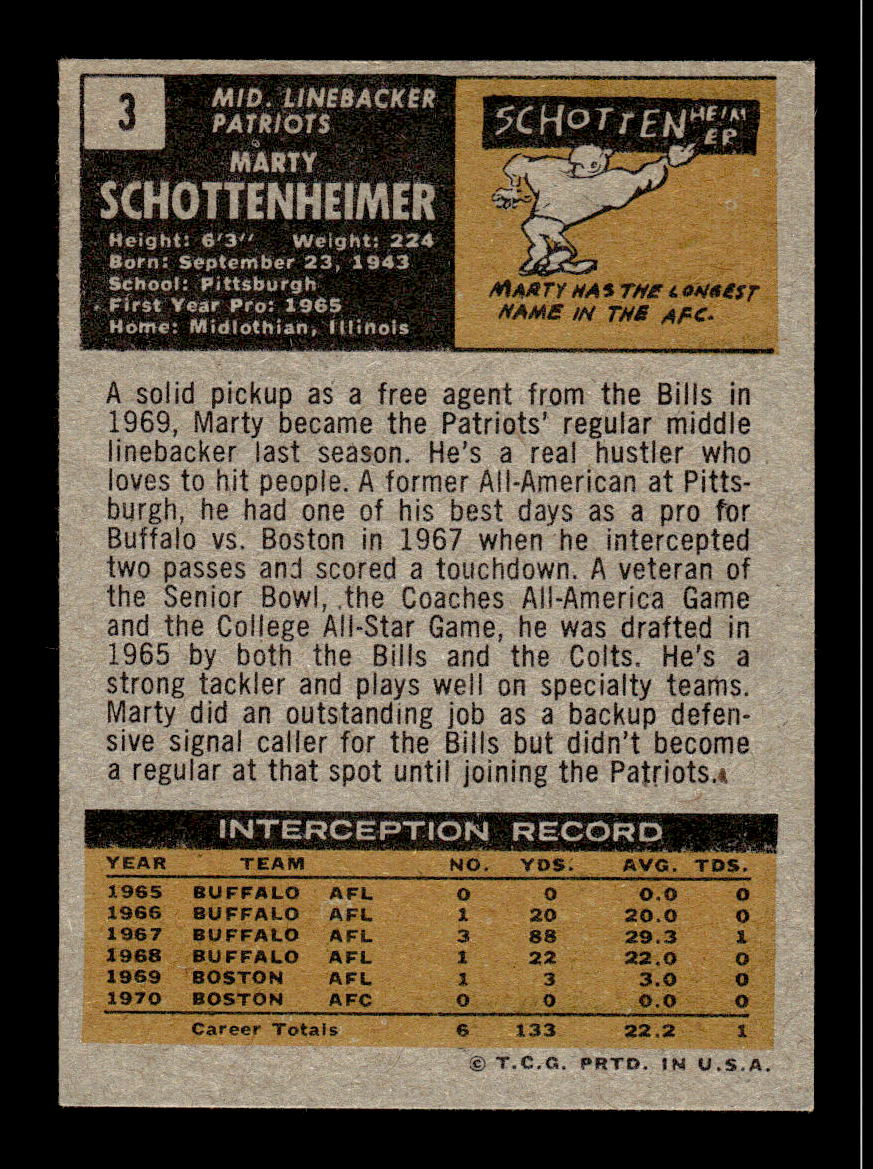 3
MID. LINEBACKER
PATRIOTS
MARTY
SCHOTTENHEIMER
Height: 6'3" Weight: 224
Born: September 23, 1943
School: Pittsburgh
First Year Pro: 1965
Home: Midlothian, Illinois
SCHOTTENHEIM
ER
MARTY HAS THE LONGEST
NAME IN THE AFC.
A solid pickup as a free agent from the Bills in
1969, Marty became the Patriots' regular middle
linebacker last season. He's a real hustler who
loves to hit people. A former All-American at Pitts-
burgh, he had one of his best days as a pro for
Buffalo vs. Boston in 1967 when he intercepted
two passes and scored a touchdown. A veteran of
the Senior Bowl, the Coaches All-America Game
and the College All-Star Game, he was drafted in
1965 by both the Bills and the Colts. He's a
strong tackler and plays well on specialty teams.
Marty did an outstanding job as a backup defen-
sive signal caller for the Bills but didn't become
a regular at that spot until joining the Patriots.
INTERCEPTION RECORD
YEAR TEAM NO. YDS. AVG. TDS.
1965 BUFFALO AFL 0 0 0.0 0
1966 BUFFALO AFL 1 20 20.0 0
1967 BUFFALO AFL 3 88 29.3 1
1968 BUFFALO AFL 1 22 22.0 0
1969 BOSTON AFL 1 3 3.0 0
1970 BOSTON AFC 0 0 0.0 0
Career Totals 6 133 22.2 1
© T.C.G. PRTD. IN U.S.A.